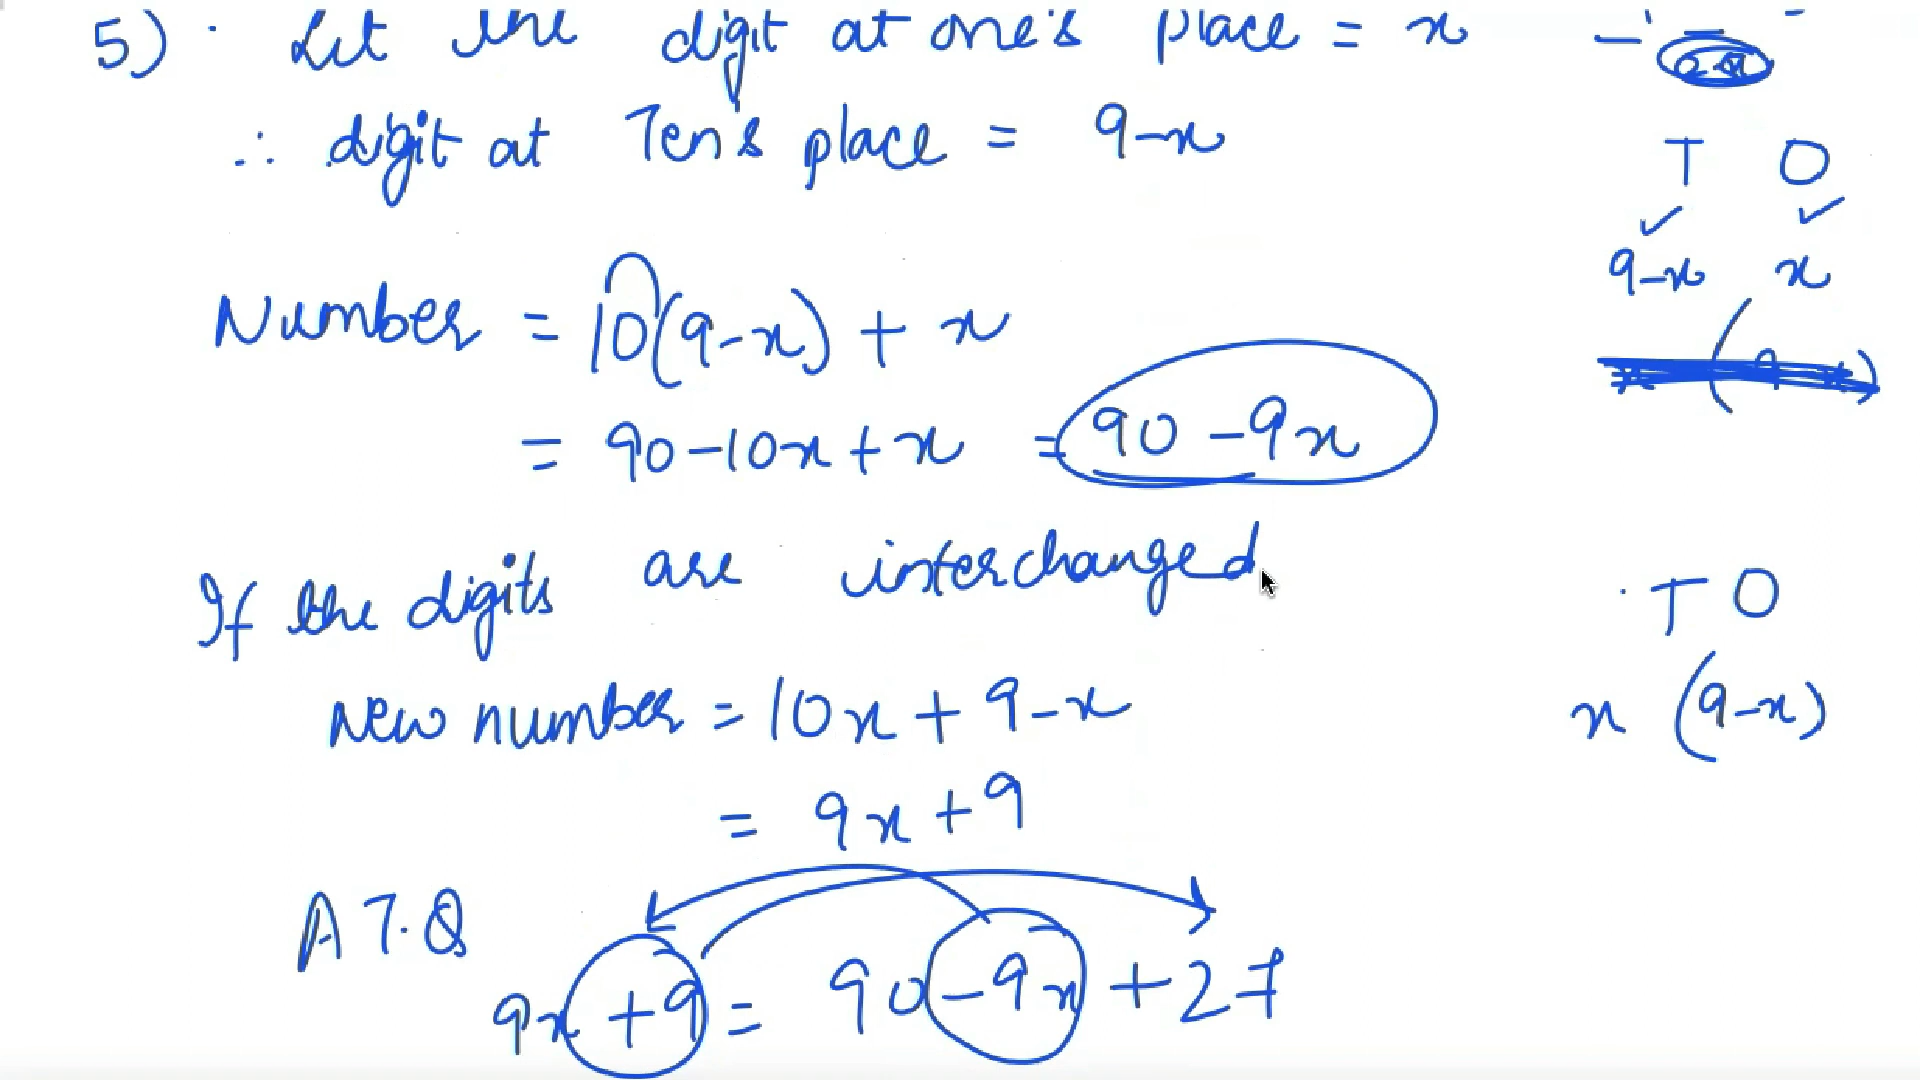 5) Let the digit at one's place = x
∴ digit at Ten's place = 9-x
T O
9-x x
Number = 10(9-x) + x
= 90-10x+x = 90-9x
If the digits are interchanged
T O
New number = 10x + 9-x
x (9-x)
= 9x+9
A T.Q
9x+9 = 90-9x+27